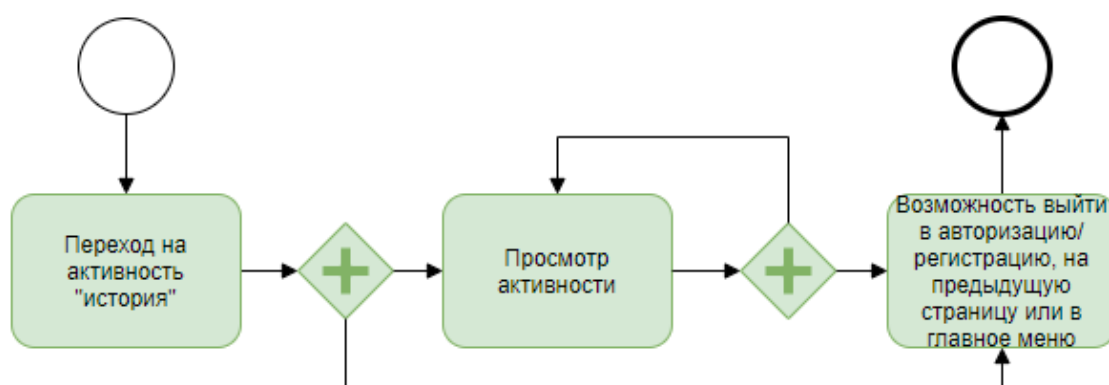 Переход на
активность
"история"
Просмотр
активности
Возможность выйти
в авторизацию/
регистрацию, на
предыдущую
страницу или в
главное меню